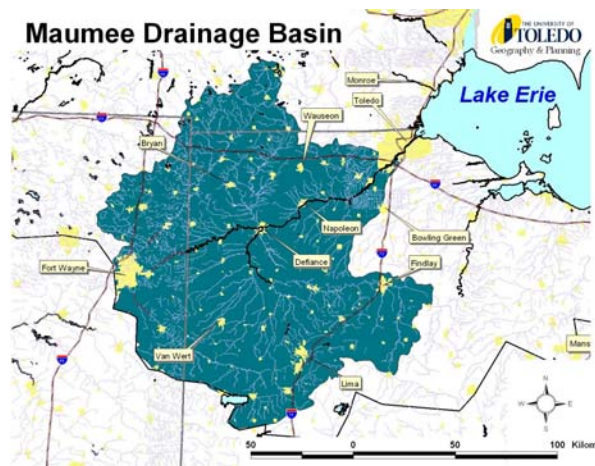 Maumee Drainage Basin
THE UNIVERSITY OF
TOLEDO
Geography & Planning
Monroe
Lake Erie
Toledo
Wauseon
Bryan
Napoleon
Bowling Green
Defiance
Fort Wayne
Findlay
Van Wert
Mans
Lima
N
W
E
S
50
0
50
100
Kilom